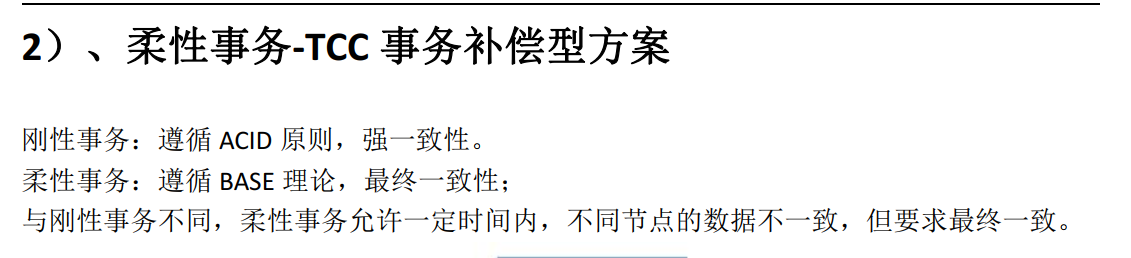 2）、柔性事务-TCC 事务补偿型方案
刚性事务：遵循 ACID 原则，强一致性。
柔性事务：遵循 BASE 理论，最终一致性；
与刚性事务不同，柔性事务允许一定时间内，不同节点的数据不一致，但要求最终一致。